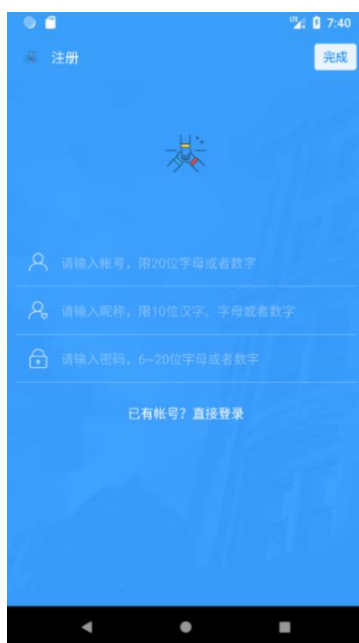 LTE 7:40
注册
完成
请输入帐号，限20位字母或者数字
请输入昵称，限10位汉字、字母或者数字
请输入密码，6~20位字母或者数字
已有帐号？直接登录